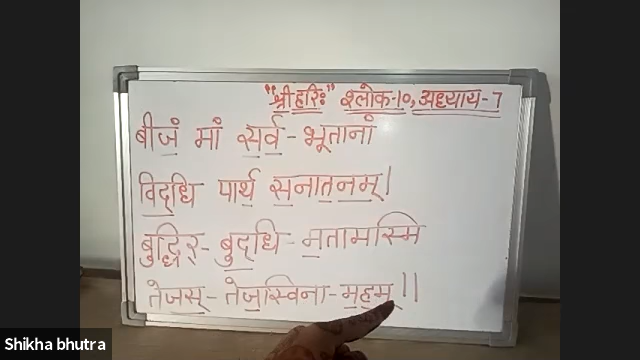 "श्री हरिः" श्लोक-१०, अध्याय-7
बीजं मां सर्व-भूतानां
विद्धि पार्थ सनातनम्।
बुद्धिर्-बुद्धि-मतामस्मि
तेजस्-तेजस्विना-महम्॥
Shikha bhutra